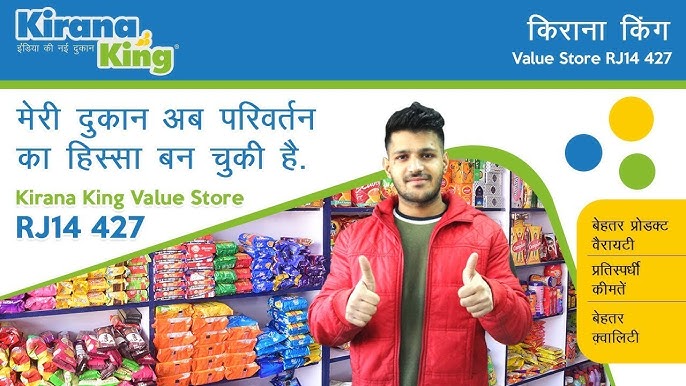 Kirana
King
इंडिया की नई दुकान
किराना किंग
Value Store RJ14 427
मेरी दुकान अब परिवर्तन
का हिस्सा बन चुकी है.
Kirana King Value Store
RJ14 427
बेहतर प्रोडक्ट
वैरायटी
प्रतिस्पर्धी
कीमतें
बेहतर
क्वालिटी